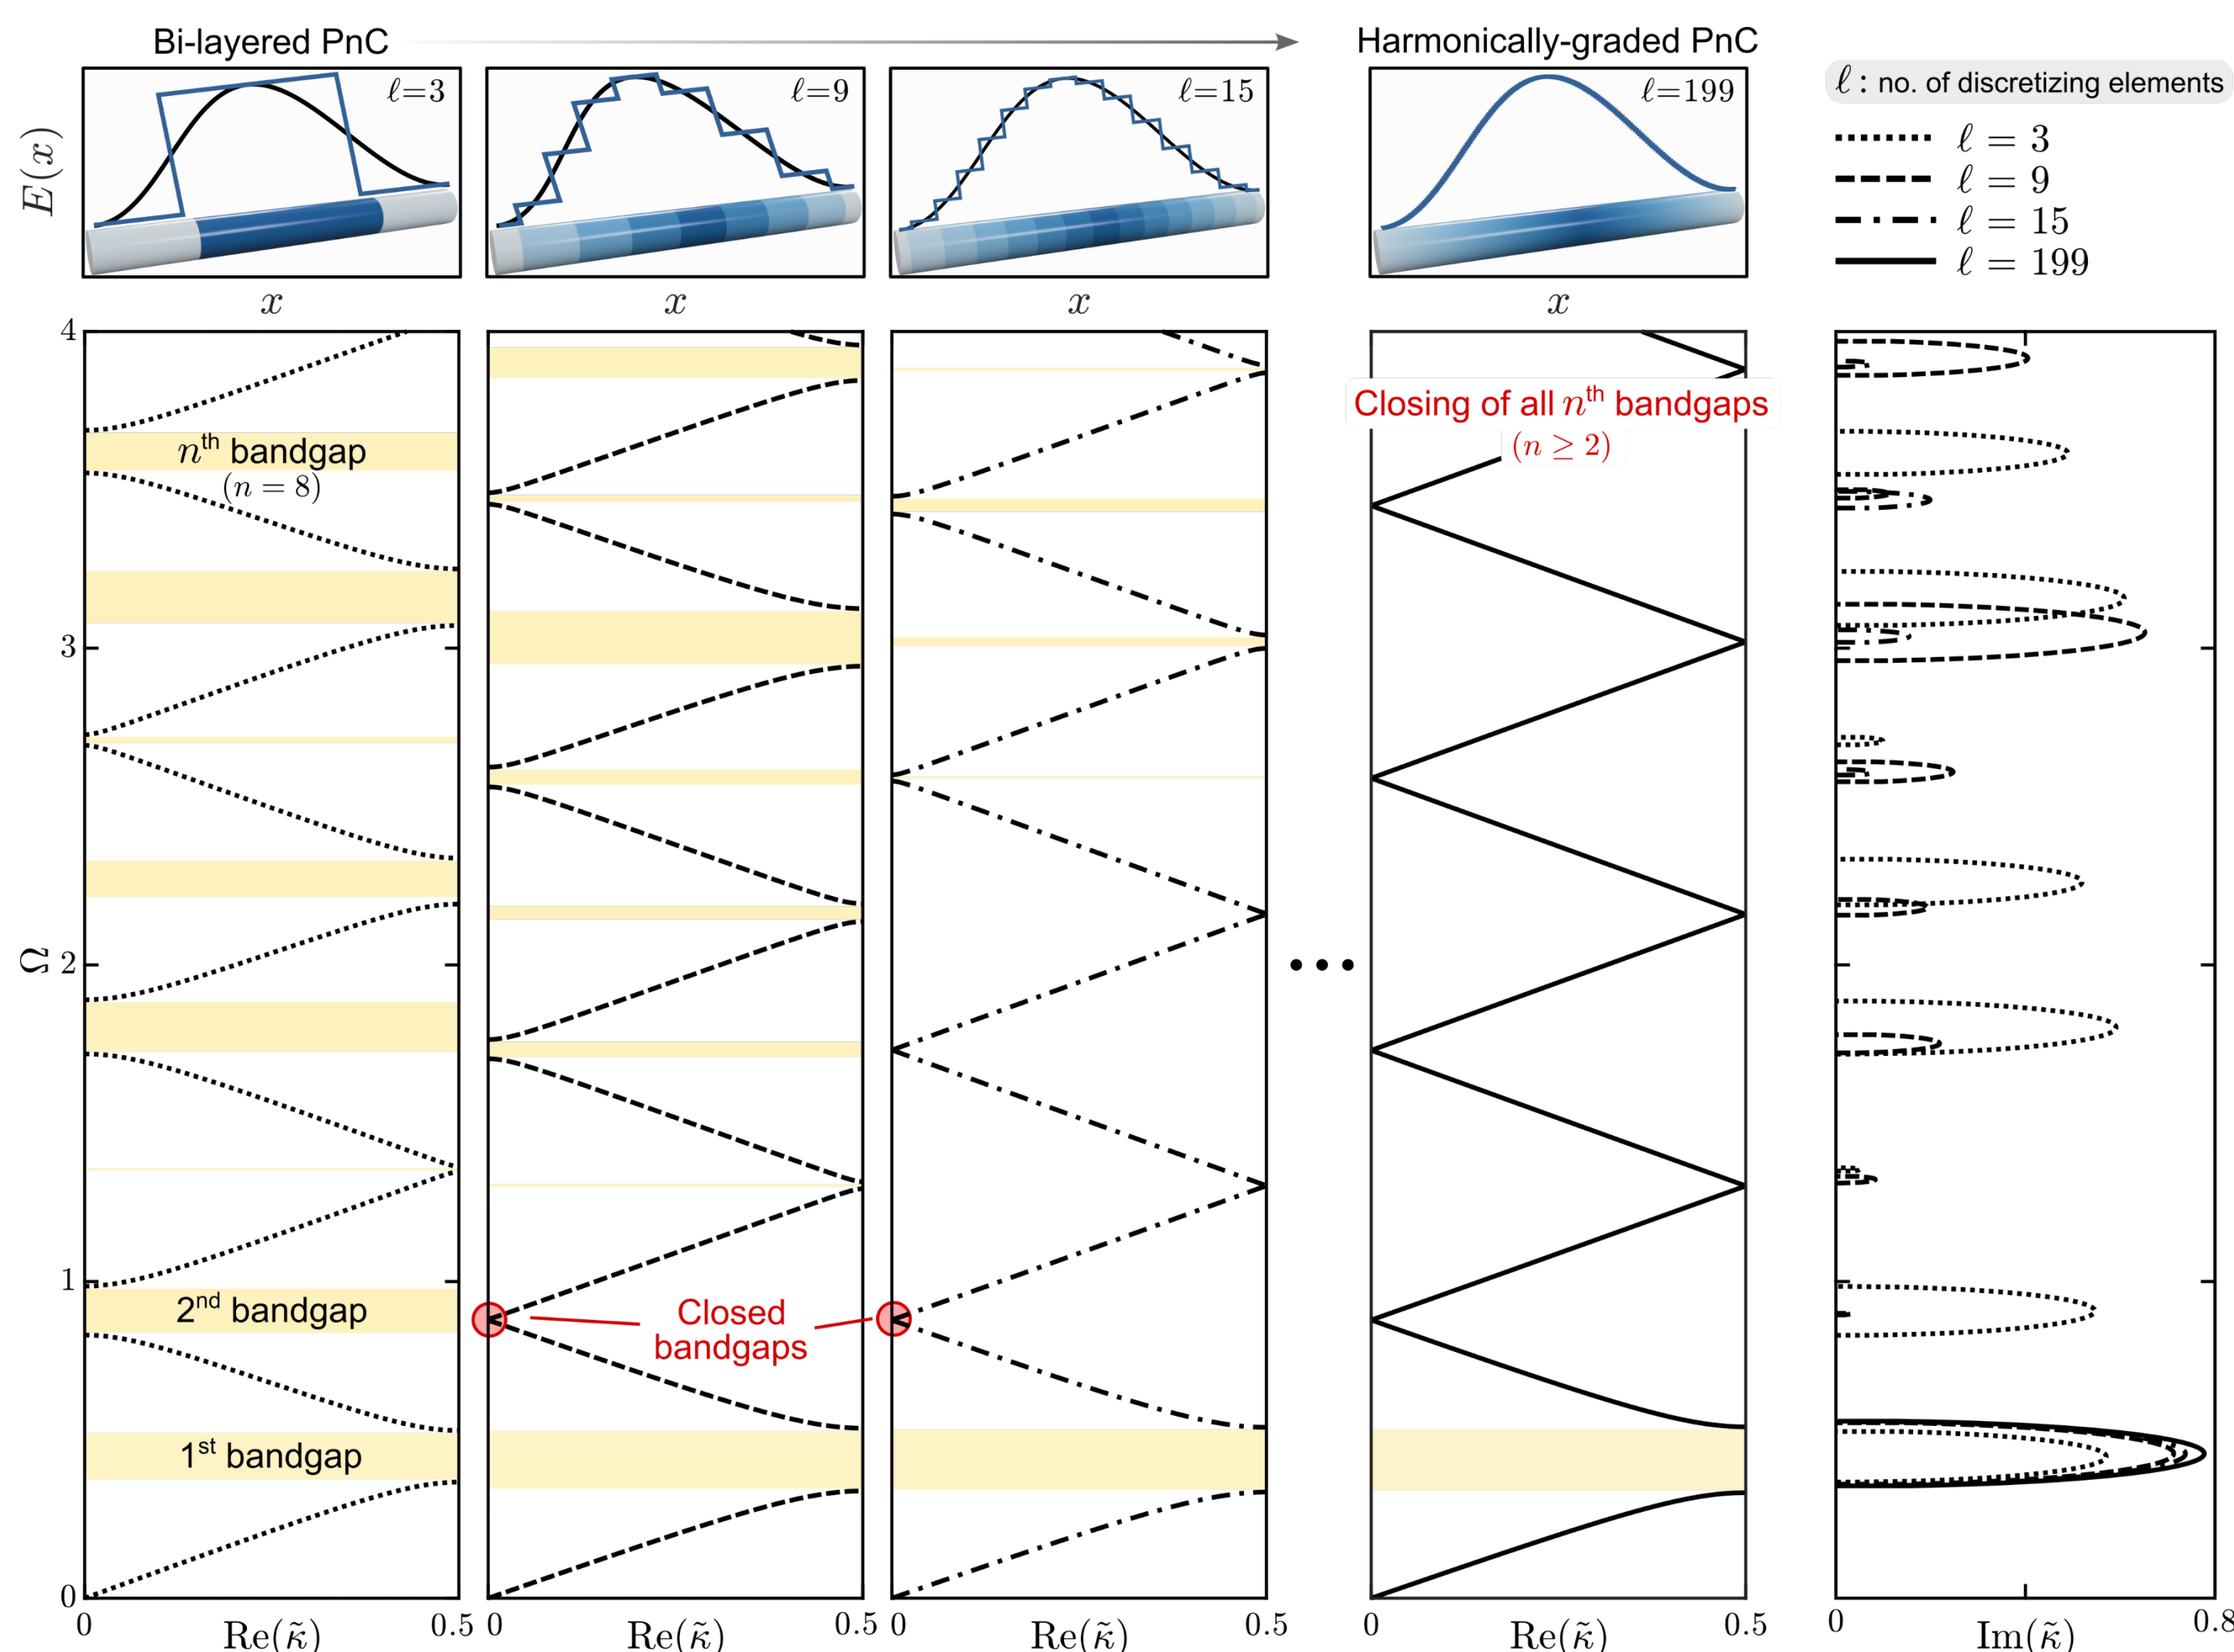 Bi-layered PnC
Harmonically-graded PnC
ℓ=3
ℓ=9
ℓ=15
ℓ=199
E(x)
x
x
x
x
ℓ : no. of discretizing elements
ℓ = 3
ℓ = 9
ℓ = 15
ℓ = 199
4
3
Ω 2
1
0
nth bandgap
(n = 8)
2nd bandgap
1st bandgap
Closed
bandgaps
Closing of all nth bandgaps
(n ≥ 2)
0 Re(κ̃) 0.5
0 Re(κ̃) 0.5
0 Re(κ̃) 0.5
0 Re(κ̃) 0.5
0 Im(κ̃) 0.8